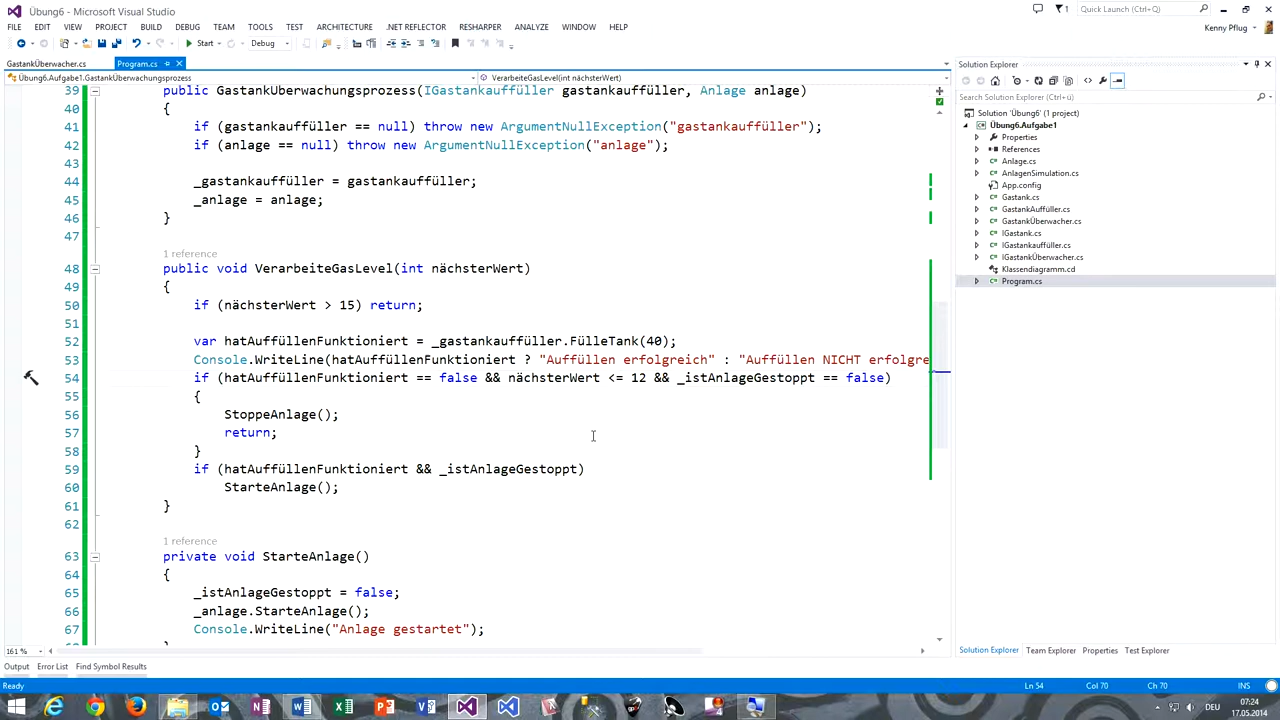 Übung6 - Microsoft Visual Studio
Quick Launch (Ctrl+Q)
FILE EDIT VIEW PROJECT BUILD DEBUG TEAM TOOLS TEST ARCHITECTURE .NET REFLECTOR RESHARPER ANALYZE WINDOW HELP
Kenny Pflug
Start Debug
GastankÜberwacher.cs Program.cs
Übung6.Aufgabe1.GastankÜberwachungsprozess VerarbeiteGasLevel(int nächsterWert)
39 public GastankÜberwachungsprozess(IGastankauffüller gastankauffüller, Anlage anlage)
40 {
41 if (gastankauffüller == null) throw new ArgumentNullException("gastankauffüller");
42 if (anlage == null) throw new ArgumentNullException("anlage");
43
44 _gastankauffüller = gastankauffüller;
45 _anlage = anlage;
46 }
47
1 reference
48 public void VerarbeiteGasLevel(int nächsterWert)
49 {
50 if (nächsterWert > 15) return;
51
52 var hatAuffüllenFunktioniert = _gastankauffüller.FülleTank(40);
53 Console.WriteLine(hatAuffüllenFunktioniert ? "Auffüllen erfolgreich" : "Auffüllen NICHT erfolgre
54 if (hatAuffüllenFunktioniert == false && nächsterWert <= 12 && _istAnlageGestoppt == false)
55 {
56 StoppeAnlage();
57 return;
58 }
59 if (hatAuffüllenFunktioniert && _istAnlageGestoppt)
60 StarteAnlage();
61 }
62
1 reference
63 private void StarteAnlage()
64 {
65 _istAnlageGestoppt = false;
66 _anlage.StarteAnlage();
67 Console.WriteLine("Anlage gestartet");
161 %
Output Error List Find Symbol Results
Solution Explorer
Search Solution Explorer (Ctrl+ü)
Solution 'Übung6' (1 project)
Übung6.Aufgabe1
Properties
References
Anlage.cs
AnlagenSimulation.cs
App.config
Gastank.cs
GastankAuffüller.cs
GastankÜberwacher.cs
IGastank.cs
IGastankauffüller.cs
IGastankÜberwacher.cs
Klassendiagramm.cd
Program.cs
Solution Explorer Team Explorer Properties Test Explorer
Ready Ln 54 Col 70 Ch 70 INS
DEU 07:24
17.05.2014